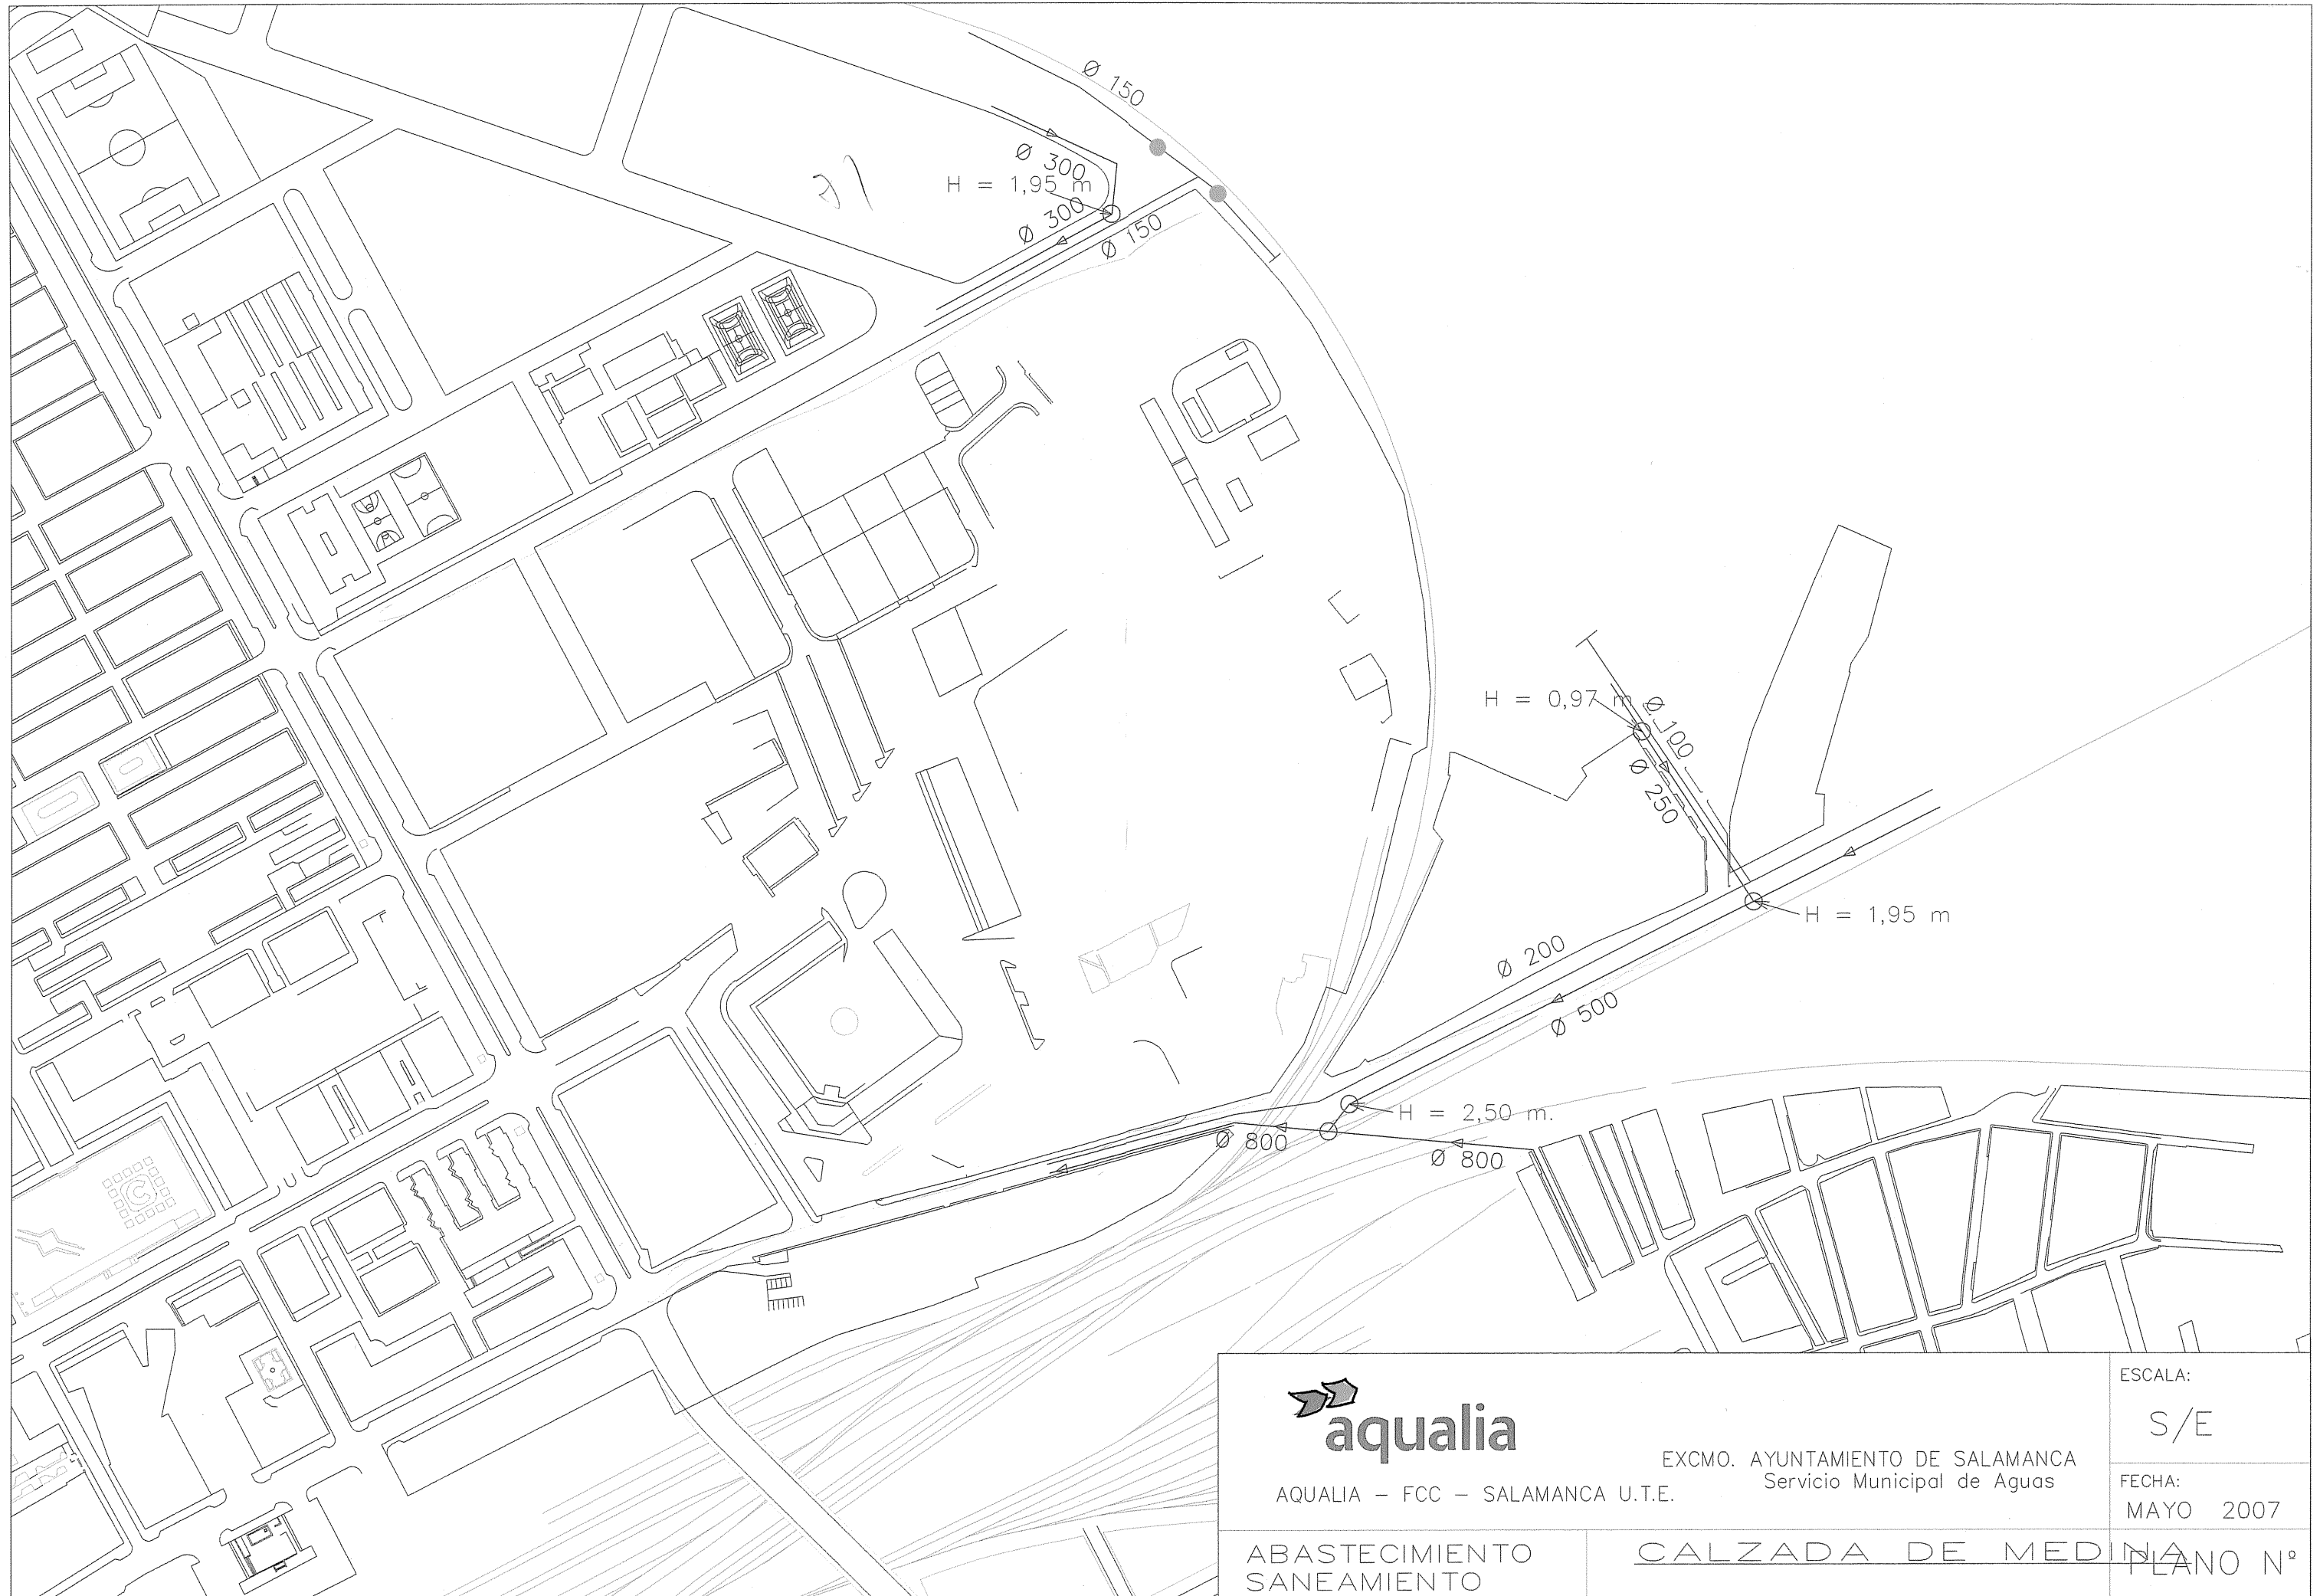 Ø 150
Ø 300
H = 1,95 m
Ø 300
Ø 150
H = 0,97 m
Ø 100
Ø 250
H = 1,95 m
Ø 200
Ø 500
H = 2,50 m.
Ø 800
Ø 800
aqualia
AQUALIA – FCC – SALAMANCA U.T.E.
EXCMO. AYUNTAMIENTO DE SALAMANCA
Servicio Municipal de Aguas
ESCALA:
S/E
FECHA:
MAYO 2007
ABASTECIMIENTO
SANEAMIENTO
CALZADA DE MEDINA
PLANO Nº